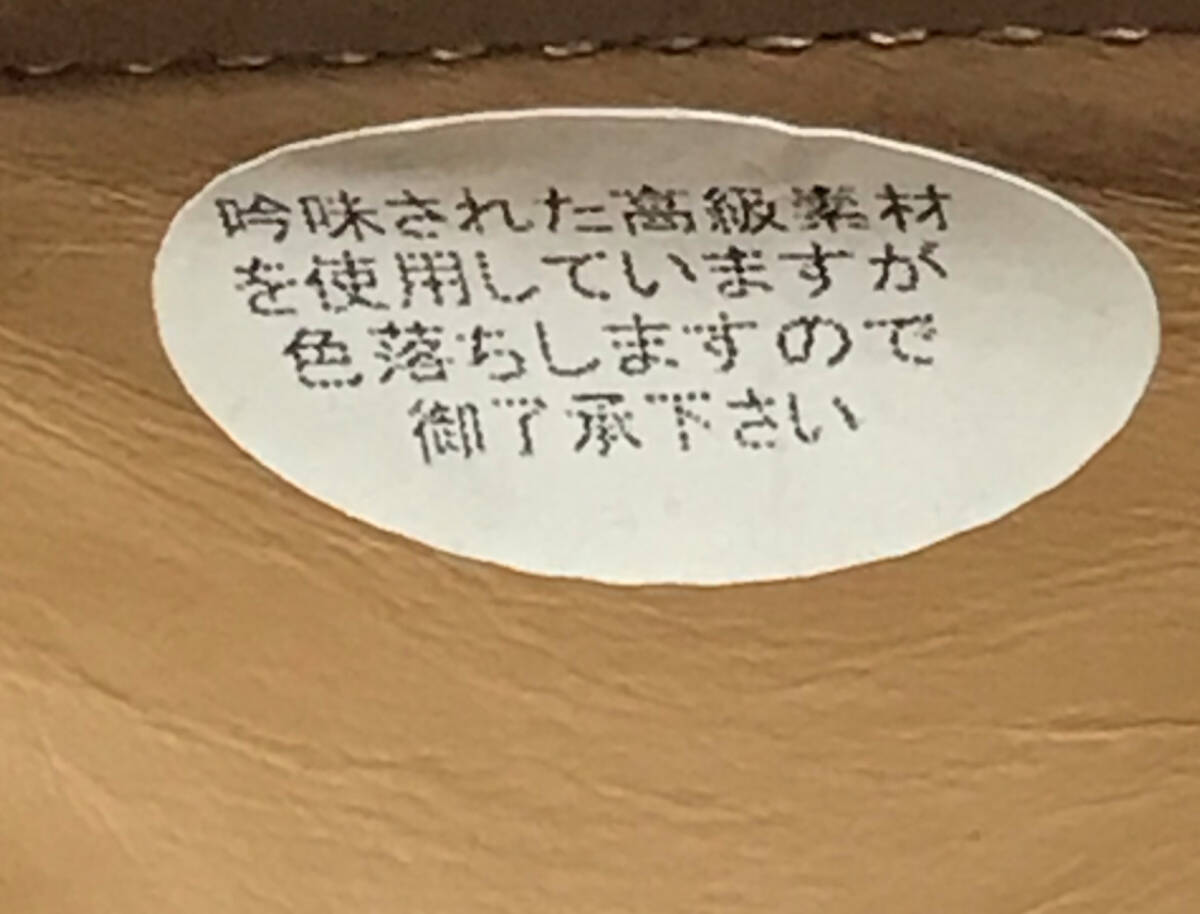 吟味された高級素材
を使用していますが
色落ちしますので
御了承下さい